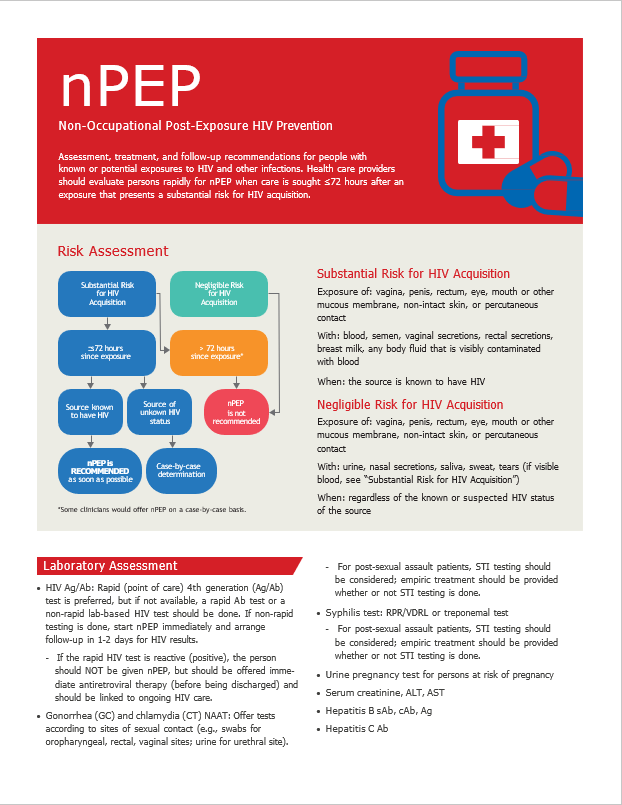 nPEP
Non-Occupational Post-Exposure HIV Prevention
Assessment, treatment, and follow-up recommendations for people with
known or potential exposures to HIV and other infections. Health care providers
should evaluate persons rapidly for nPEP when care is sought ≤72 hours after an
exposure that presents a substantial risk for HIV acquisition.
Risk Assessment
Substantial Risk
for HIV
Acquisition
Negligible Risk
for HIV
Acquisition
≤72 hours
since exposure
> 72 hours
since exposure*
Source known
to have HIV
Source of
unkown HIV
status
nPEP
is not
recommended
nPEP is
RECOMMENDED
as soon as possible
Case-by-case
determination
*Some clinicians would offer nPEP on a case-by-case basis.
Substantial Risk for HIV Acquisition
Exposure of: vagina, penis, rectum, eye, mouth or other
mucous membrane, non-intact skin, or percutaneous
contact
With: blood, semen, vaginal secretions, rectal secretions,
breast milk, any body fluid that is visibly contaminated
with blood
When: the source is known to have HIV
Negligible Risk for HIV Acquisition
Exposure of: vagina, penis, rectum, eye, mouth or other
mucous membrane, non-intact skin, or percutaneous
contact
With: urine, nasal secretions, saliva, sweat, tears (if visible
blood, see “Substantial Risk for HIV Acquisition”)
When: regardless of the known or suspected HIV status
of the source
Laboratory Assessment
• HIV Ag/Ab: Rapid (point of care) 4th generation (Ag/Ab)
test is preferred, but if not available, a rapid Ab test or a
non-rapid lab-based HIV test should be done. If non-rapid
testing is done, start nPEP immediately and arrange
follow-up in 1-2 days for HIV results.
- If the rapid HIV test is reactive (positive), the person
should NOT be given nPEP, but should be offered imme-
diate antiretroviral therapy (before being discharged) and
should be linked to ongoing HIV care.
• Gonorrhea (GC) and chlamydia (CT) NAAT: Offer tests
according to sites of sexual contact (e.g., swabs for
oropharyngeal, rectal, vaginal sites; urine for urethral site).
- For post-sexual assault patients, STI testing should
be considered; empiric treatment should be provided
whether or not STI testing is done.
• Syphilis test: RPR/VDRL or treponemal test
- For post-sexual assault patients, STI testing should
be considered; empiric treatment should be provided
whether or not STI testing is done.
• Urine pregnancy test for persons at risk of pregnancy
• Serum creatinine, ALT, AST
• Hepatitis B sAb, cAb, Ag
• Hepatitis C Ab